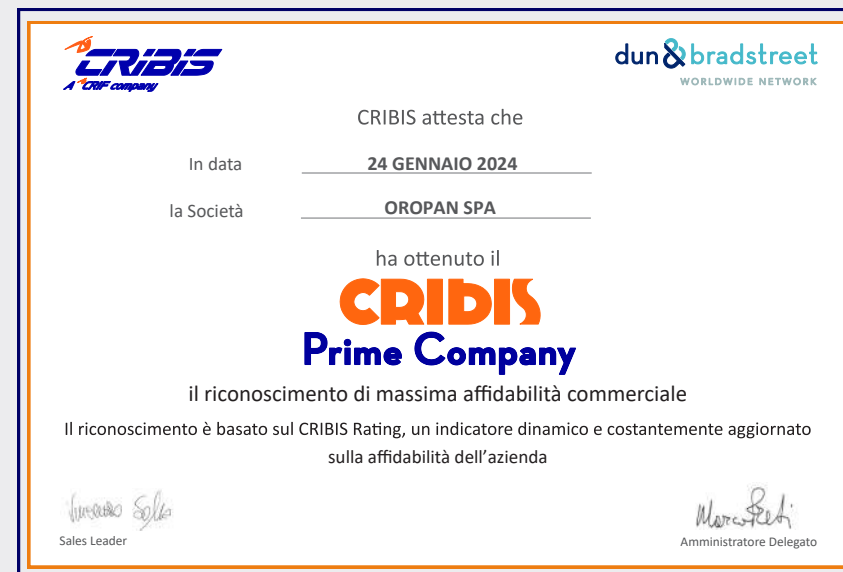 CRIBIS
A CRIF company
dun & bradstreet
WORLDWIDE NETWORK
CRIBIS attesta che
In data 24 GENNAIO 2024
la Società OROPAN SPA
ha ottenuto il
CRIBIS
Prime Company
il riconoscimento di massima affidabilità commerciale
Il riconoscimento è basato sul CRIBIS Rating, un indicatore dinamico e costantemente aggiornato
sulla affidabilità dell'azienda
Marco Preti
Sales Leader
Amministratore Delegato